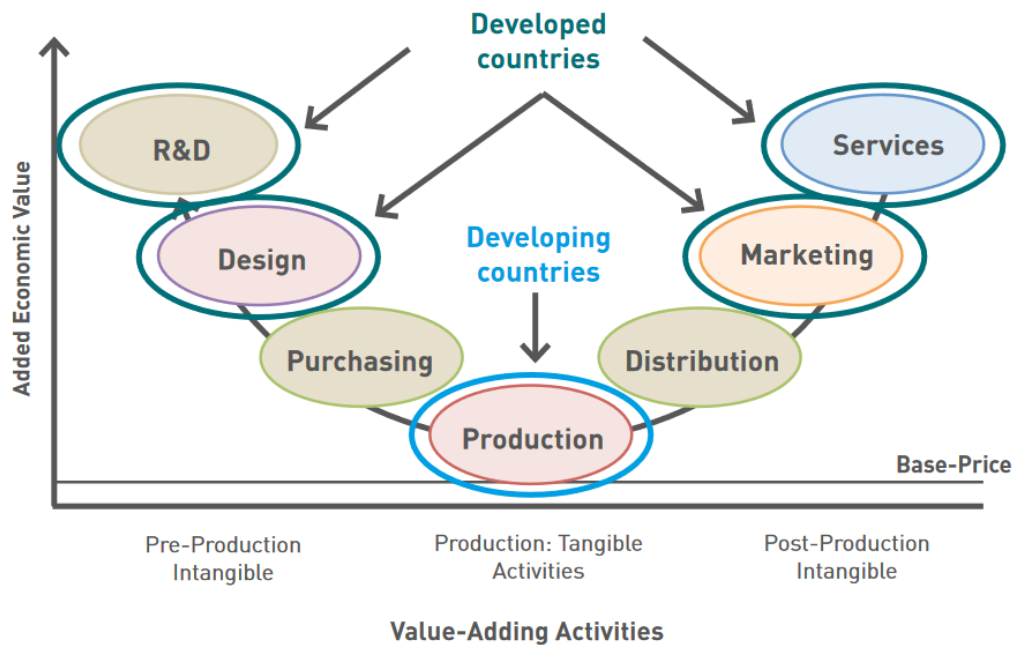 Developed
countries
Added Economic Value
R&D
Services
Design
Developing
countries
Marketing
Purchasing
Distribution
Production
Base-Price
Pre-Production
Intangible
Production: Tangible
Activities
Post-Production
Intangible
Value-Adding Activities